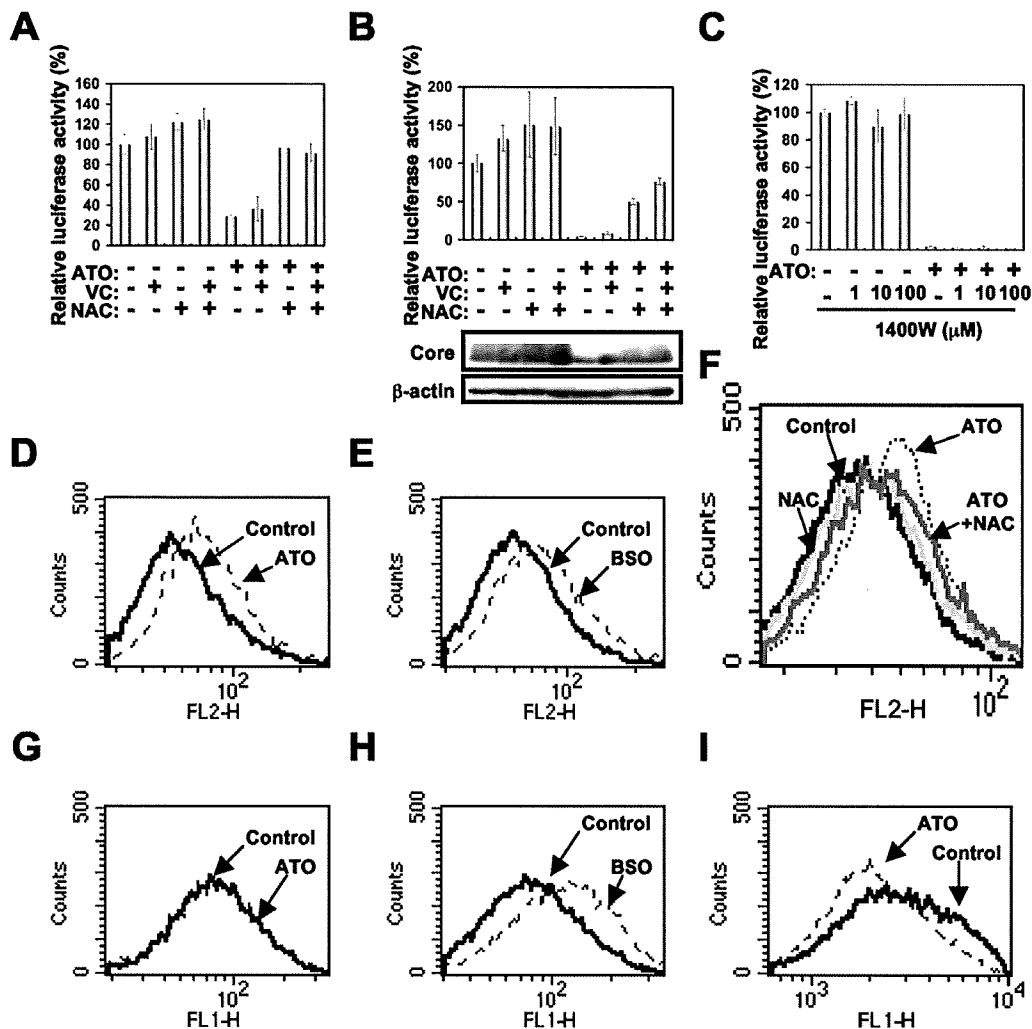 A
Relative luciferase activity (%)
160
140
120
100
80
60
40
20
0
ATO: - - - - + + + +
VC: - + - + - + - +
NAC: - - + + - - + +
B
Relative luciferase activity (%)
200
150
100
50
0
ATO: - - - - + + + +
VC: - + - + - + - +
NAC: - - + + - - + +
Core
β-actin
C
Relative luciferase activity (%)
120
100
80
60
40
20
0
ATO: - - - - + + + +
- 1 10 100 - 1 10 100
1400W (μM)
D
500
Counts
0
Control
ATO
10²
FL2-H
E
500
Counts
0
Control
BSO
10²
FL2-H
F
500
Counts
0
Control
ATO
NAC
ATO
+NAC
FL2-H
10²
G
500
Counts
0
Control
ATO
10²
FL1-H
H
500
Counts
0
Control
BSO
10²
FL1-H
I
500
Counts
0
ATO
Control
10³
10⁴
FL1-H